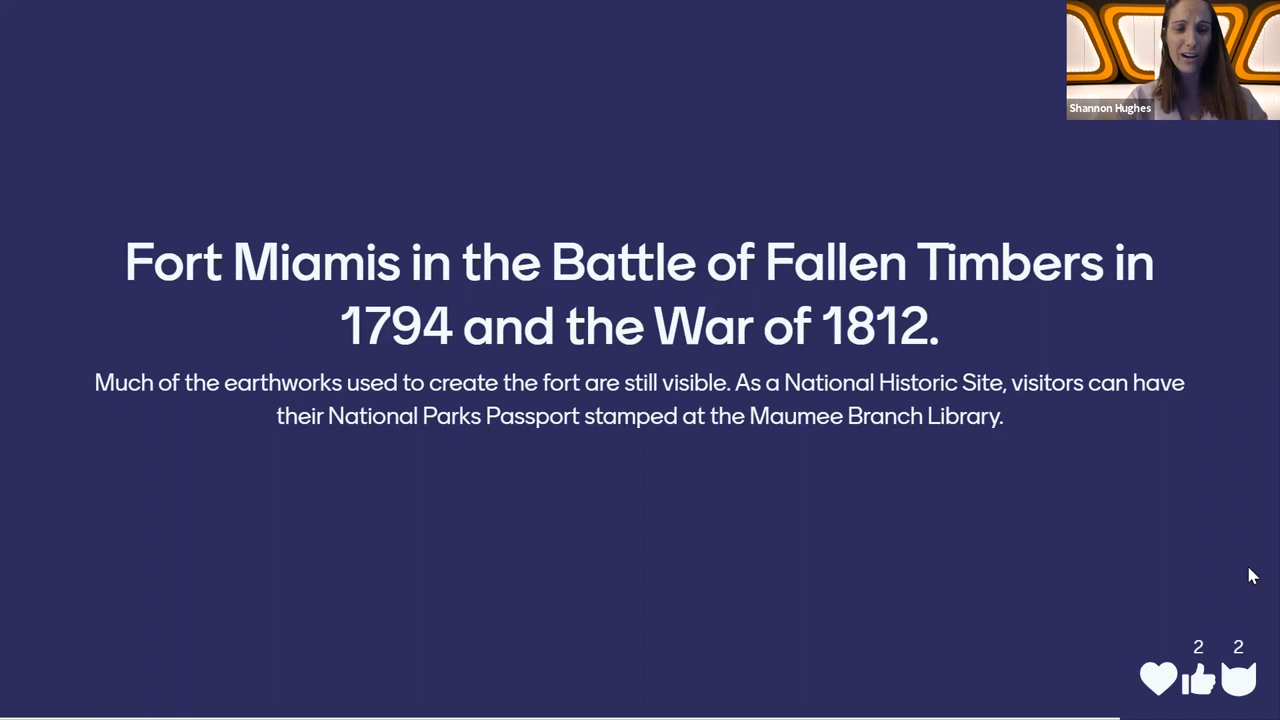 Shannon Hughes
Fort Miamis in the Battle of Fallen Timbers in
1794 and the War of 1812.
Much of the earthworks used to create the fort are still visible. As a National Historic Site, visitors can have
their National Parks Passport stamped at the Maumee Branch Library.
2 2